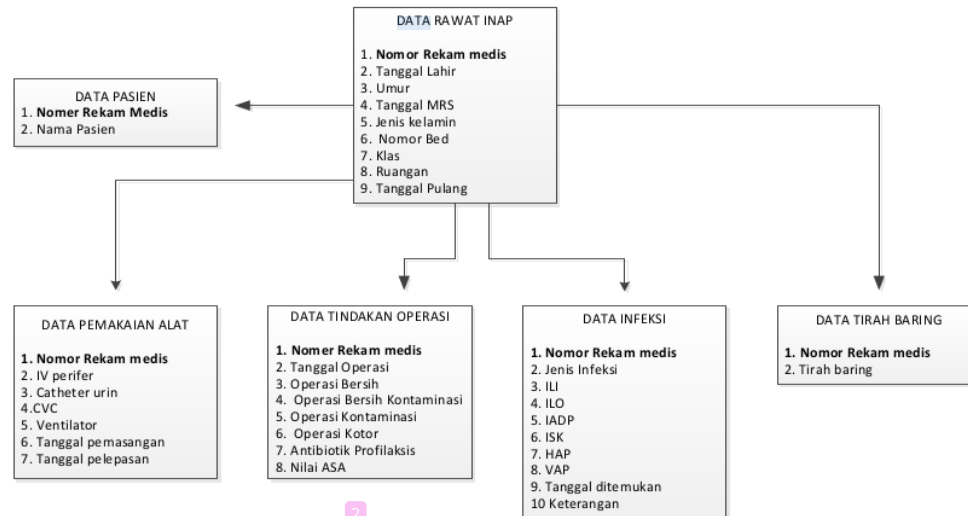 DATA RAWAT INAP
1. Nomor Rekam medis
2. Tanggal Lahir
3. Umur
4. Tanggal MRS
5. Jenis kelamin
6. Nomor Bed
7. Klas
8. Ruangan
9. Tanggal Pulang
DATA PASIEN
1. Nomer Rekam Medis
2. Nama Pasien
DATA PEMAKAIAN ALAT
1. Nomor Rekam medis
2. IV perifer
3. Catheter urin
4.CVC
5. Ventilator
6. Tanggal pemasangan
7. Tanggal pelepasan
DATA TINDAKAN OPERASI
1. Nomer Rekam medis
2. Tanggal Operasi
3. Operasi Bersih
4. Operasi Bersih Kontaminasi
5. Operasi Kontaminasi
6. Operasi Kotor
7. Antibiotik Profilaksis
8. Nilai ASA
DATA INFEKSI
1. Nomor Rekam medis
2. Jenis Infeksi
3. ILI
4. ILO
5. IADP
6. ISK
7. HAP
8. VAP
9. Tanggal ditemukan
10 Keterangan
DATA TIRAH BARING
1. Nomor Rekam medis
2. Tirah baring
2